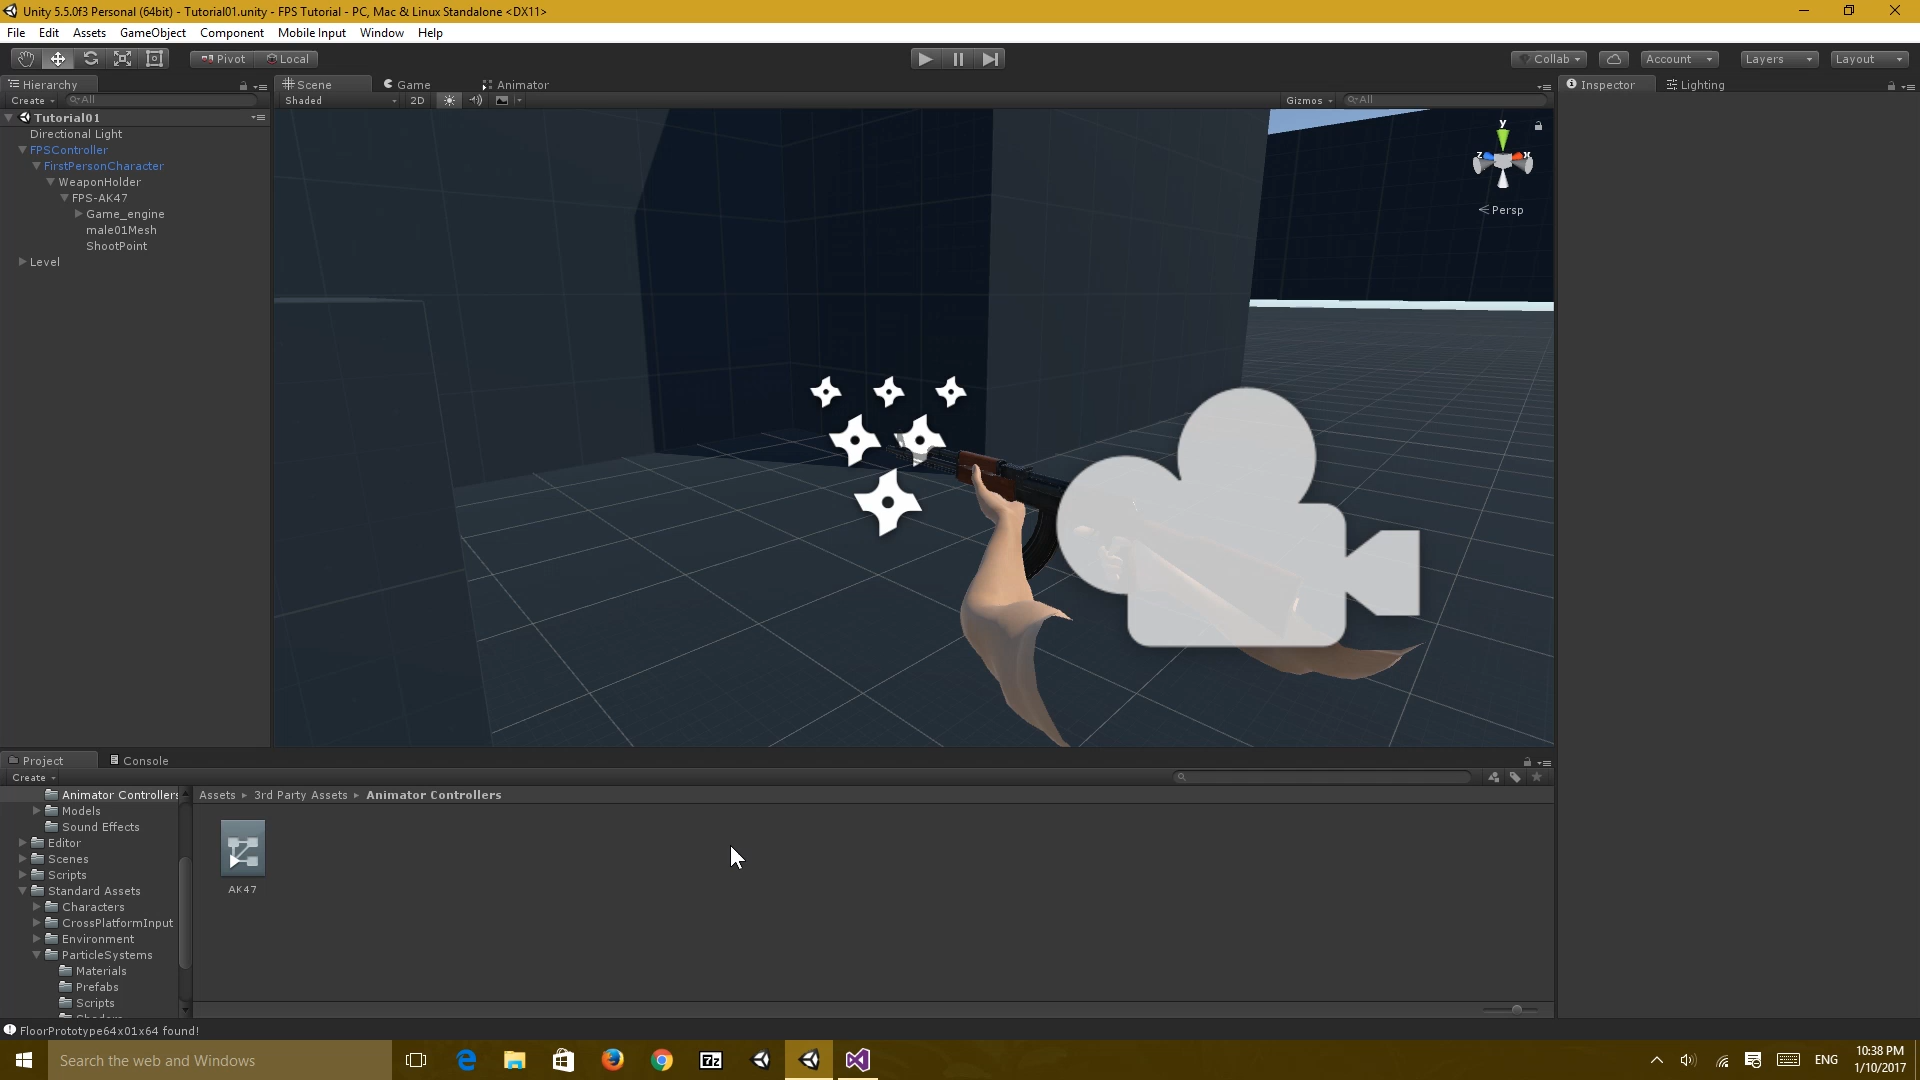 Unity 5.5.0f3 Personal (64bit) - Tutorial01.unity - FPS Tutorial - PC, Mac & Linux Standalone <DX11>
File Edit Assets GameObject Component Mobile Input Window Help
Pivot Local Collab Account Layers Layout
Hierarchy Scene Game Animator Inspector Lighting
Create All Shaded 2D Gizmos All
Tutorial01
Directional Light
FPSController
FirstPersonCharacter
WeaponHolder
FPS-AK47
Game_engine
male01Mesh
ShootPoint
Level
y
z x
Persp
Project Console
Create
Animator Controllers
Models
Sound Effects
Editor
Scenes
Scripts
Standard Assets
Characters
CrossPlatformInput
Environment
ParticleSystems
Materials
Prefabs
Scripts
Assets 3rd Party Assets Animator Controllers
AK47
FloorPrototype64x01x64 found!
Search the web and Windows
7z
ENG
10:38 PM
1/10/2017